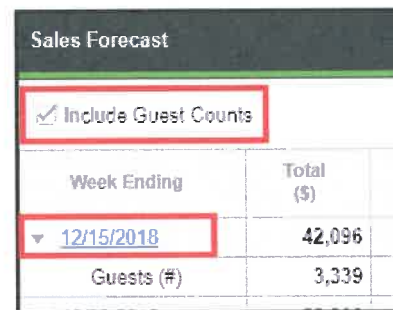 Sales Forecast
Include Guest Counts
Week Ending Total ($)
12/15/2018 42,096
Guests (#) 3,339